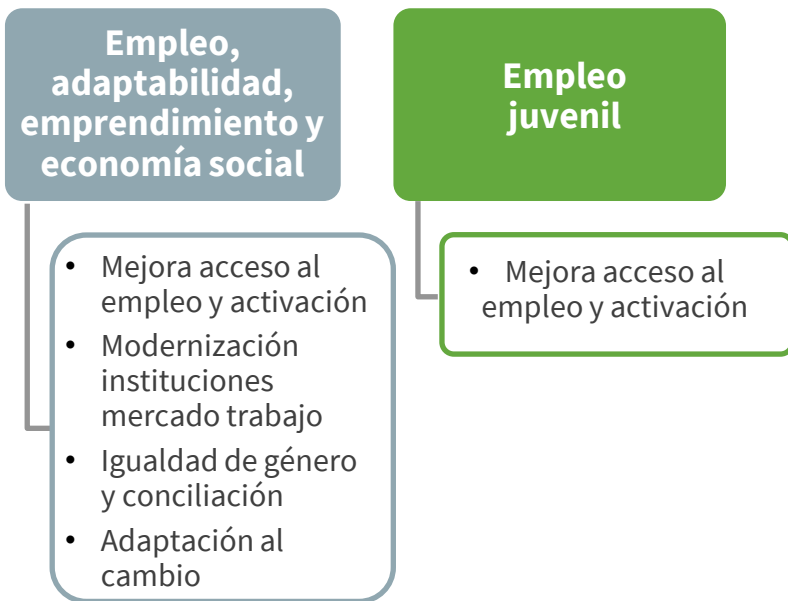 Empleo,
adaptabilidad,
emprendimiento y
economía social
• Mejora acceso al
empleo y activación
• Modernización
instituciones
mercado trabajo
• Igualdad de género
y conciliación
• Adaptación al
cambio
Empleo
juvenil
• Mejora acceso al
empleo y activación